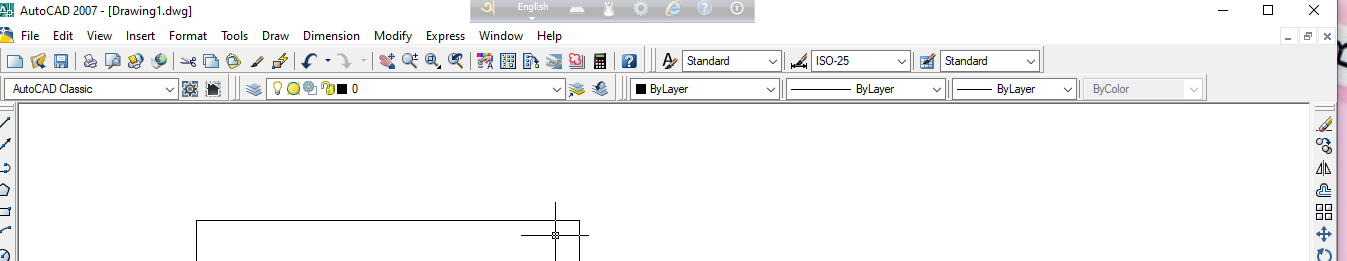 AutoCAD 2007 - [Drawing1.dwg]
অ English
File Edit View Insert Format Tools Draw Dimension Modify Express Window Help
Standard ISO-25 Standard
AutoCAD Classic 0 ByLayer ByLayer ByLayer ByColor